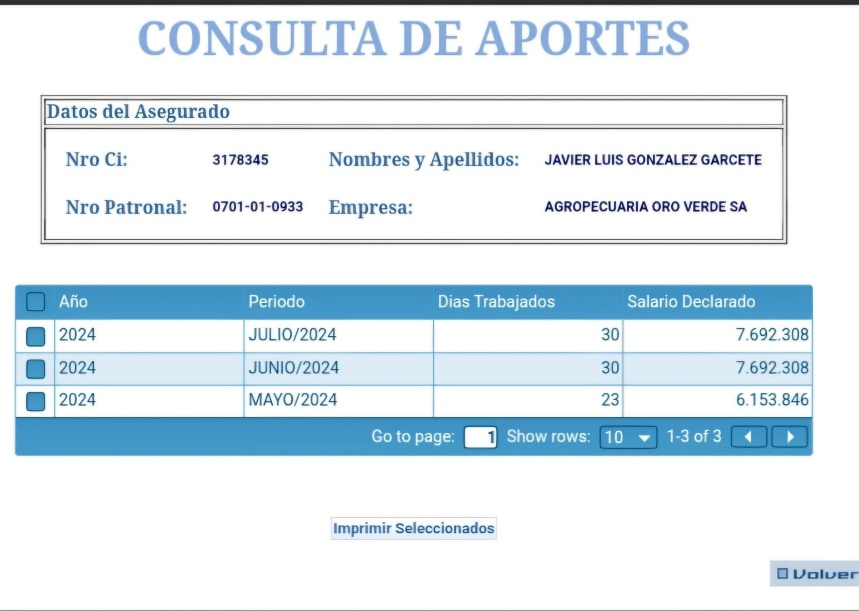 CONSULTA DE APORTES
Datos del Asegurado
Nro Ci: 3178345 Nombres y Apellidos: JAVIER LUIS GONZALEZ GARCETE
Nro Patronal: 0701-01-0933 Empresa: AGROPECUARIA ORO VERDE SA
Año Periodo Dias Trabajados Salario Declarado
2024 JULIO/2024 30 7.692.308
2024 JUNIO/2024 30 7.692.308
2024 MAYO/2024 23 6.153.846
Go to page: 1 Show rows: 10 1-3 of 3
Imprimir Seleccionados
Volver